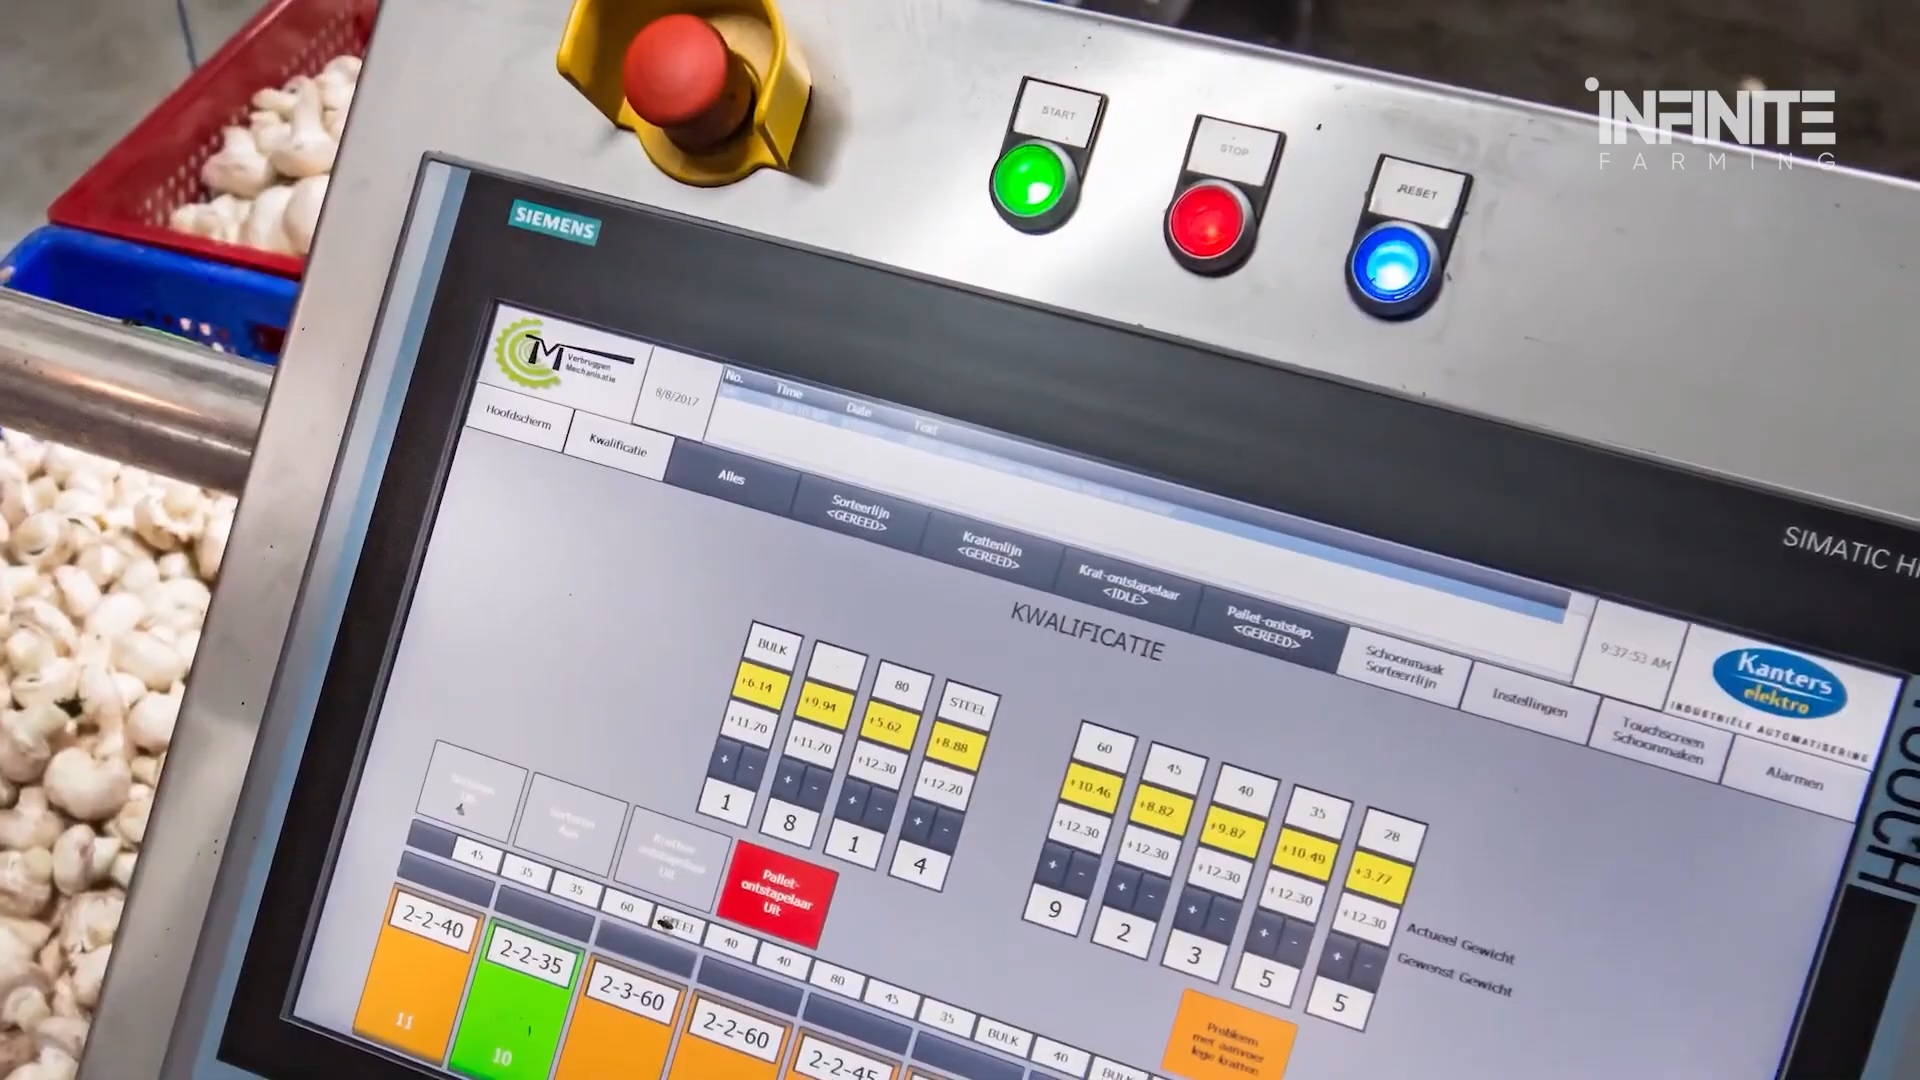 INFINITE
FARMING
START
STOP
RESET
SIEMENS
SIMATIC
Verbruggen
Mechanisatie
8/8/2017
No. Time Date Text
Hoofdscherm
Kwalificatie
Alles
Sorteerlijn
<GEREED>
Krattenlijn
<GEREED>
Krat-ontstapelaar
<IDLE>
Pallet-ontstap.
<GEREED>
Schoonmaak
Sorteerrlijn
Instellingen
Touchscreen
Schoonmaken
Alarmen
9:37:53 AM
Kanters
elektro
INDUSTRIËLE AUTOMATISERING
TOUCH
KWALIFICATIE
BULK 80 STEEL 60 45 40 35 28
+6.14 +9.94 +5.62 +8.88 +10.46 +8.82 +9.87 +10.49 +3.77
+11.70 +11.70 +12.30 +12.20 +12.30 +12.30 +12.30 +12.30 +12.30
+ - + - + - + - + - + - + - + - + -
1 8 1 4 9 2 3 5 5
Actueel Gewicht
Gewenst Gewicht
Pallet-
ontstapelaar
Uit
Probleem
met aanvoer
lege kratten
45 35 35 60 STEEL 40 40 80 45 35 BULK 40 BULK
2-2-40 2-2-35 2-3-60 2-2-60 2-2-45
11 10